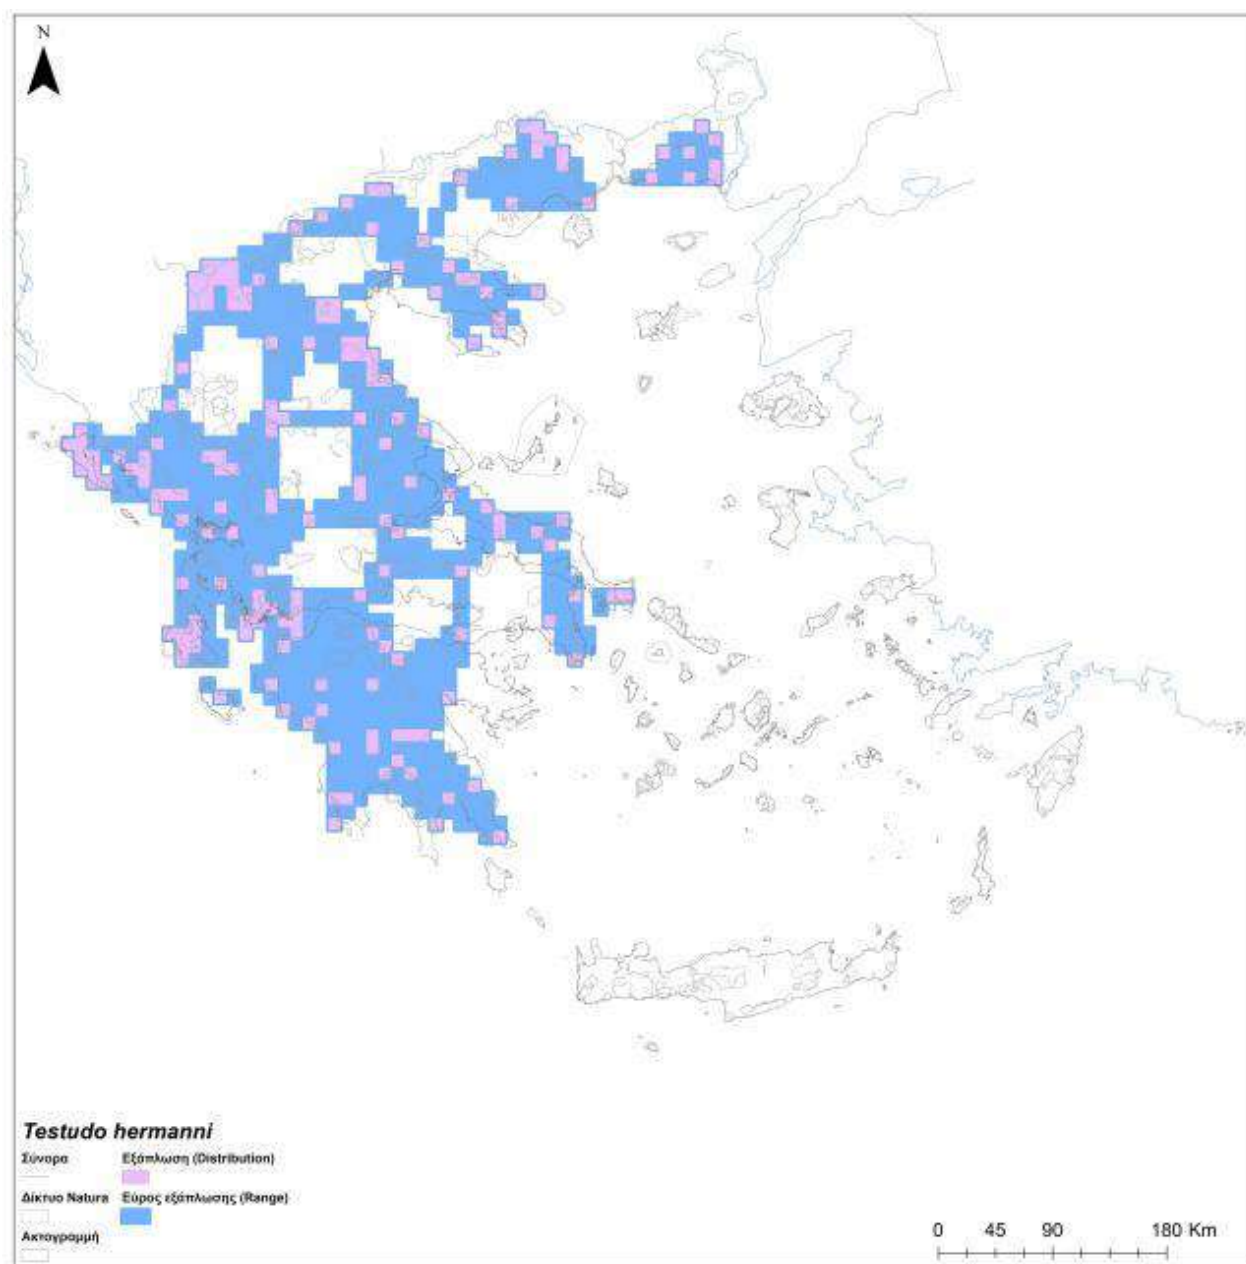 N
Testudo hermanni
Σύνορα Εξάπλωση (Distribution)
Δίκτυο Natura Εύρος εξάπλωσης (Range)
Ακτογραμμή
0 45 90 180 Km